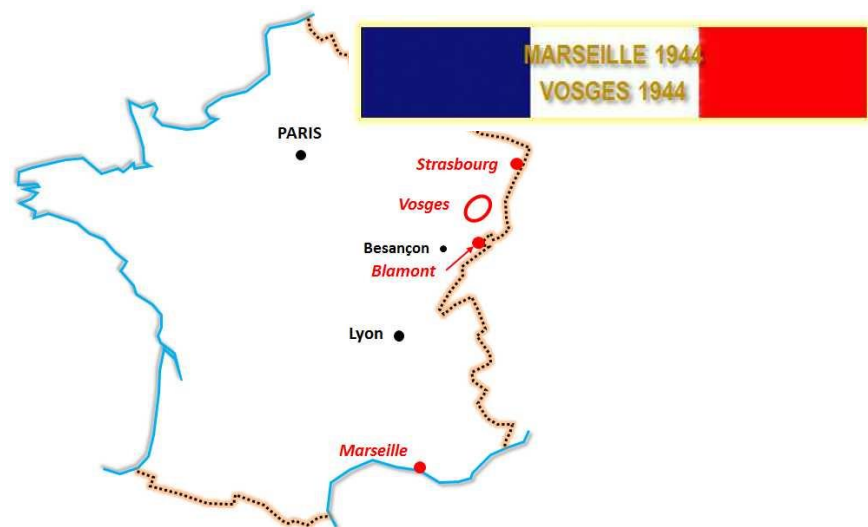 MARSEILLE 1944
VOSGES 1944
PARIS
Strasbourg
Vosges
Besançon
Blamont
Lyon
Marseille